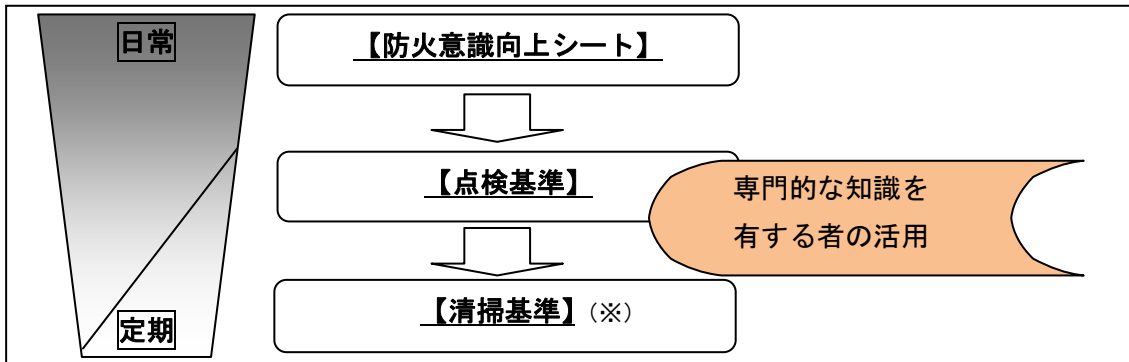 日常
【防火意識向上シート】
【点検基準】
専門的な知識を
有する者の活用
【清掃基準】(※)
定期